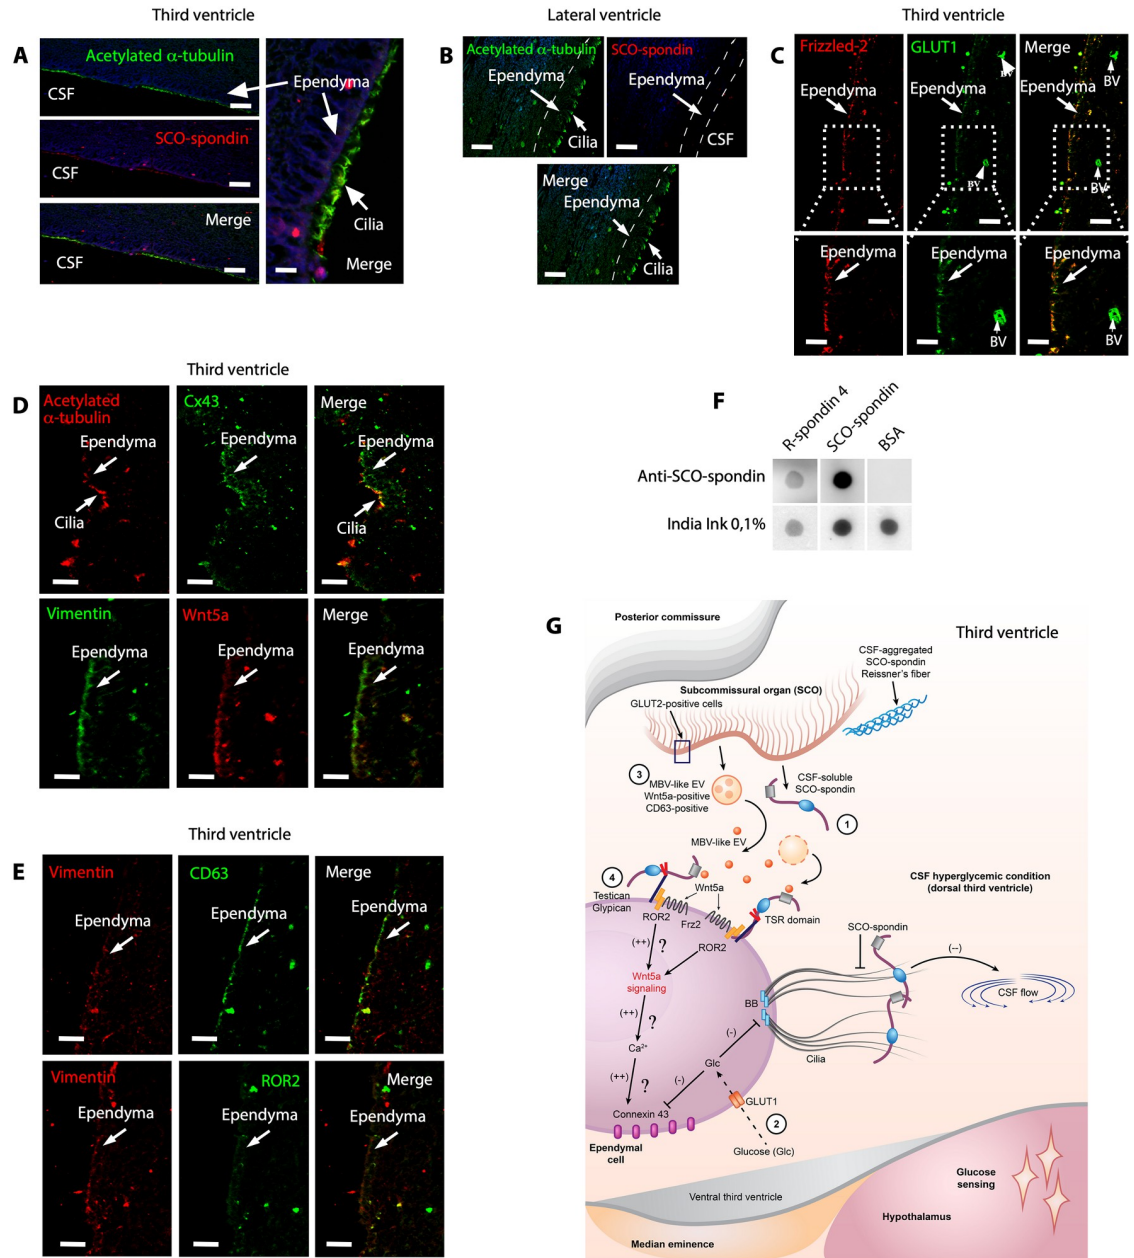 Third ventricle
A
Acetylated α-tubulin
CSF
Ependyma
SCO-spondin
CSF
Merge
CSF
Cilia
Merge
Lateral ventricle
B
Acetylated α-tubulin
SCO-spondin
Ependyma
Ependyma
Cilia
CSF
Merge
Ependyma
Cilia
Third ventricle
C
Frizzled-2
GLUT1
Merge
BV
BV
Ependyma
Ependyma
Ependyma
BV
BV
Ependyma
Ependyma
Ependyma
BV
BV
Third ventricle
D
Acetylated
α-tubulin
Cx43
Merge
Ependyma
Ependyma
Ependyma
Cilia
Cilia
Vimentin
Wnt5a
Merge
Ependyma
Ependyma
Ependyma
Third ventricle
E
Vimentin
CD63
Merge
Ependyma
Ependyma
Ependyma
Vimentin
ROR2
Merge
Ependyma
Ependyma
Ependyma
F
R-spondin 4
SCO-spondin
BSA
Anti-SCO-spondin
India Ink 0,1%
G
Posterior commissure
Third ventricle
CSF-aggregated
SCO-spondin
Reissner's fiber
Subcommissural organ (SCO)
GLUT2-positive cells
3
MBV-like EV
Wnt5a-positive
CD63-positive
CSF-soluble
SCO-spondin
1
MBV-like EV
4
Testican
Glypican
Wnt5a
ROR2
Frz2
TSR domain
ROR2
CSF hyperglycemic condition
(dorsal third ventricle)
SCO-spondin
(--)
CSF flow
(++)
?
Wnt5a
signaling
(++)
?
Ca²⁺
(++)
?
BB
(-)
Glc
(-)
Cilia
Connexin 43
GLUT1
2
Ependymal
cell
Glucose (Glc)
Ventral third ventricle
Median eminence
Glucose
sensing
Hypothalamus